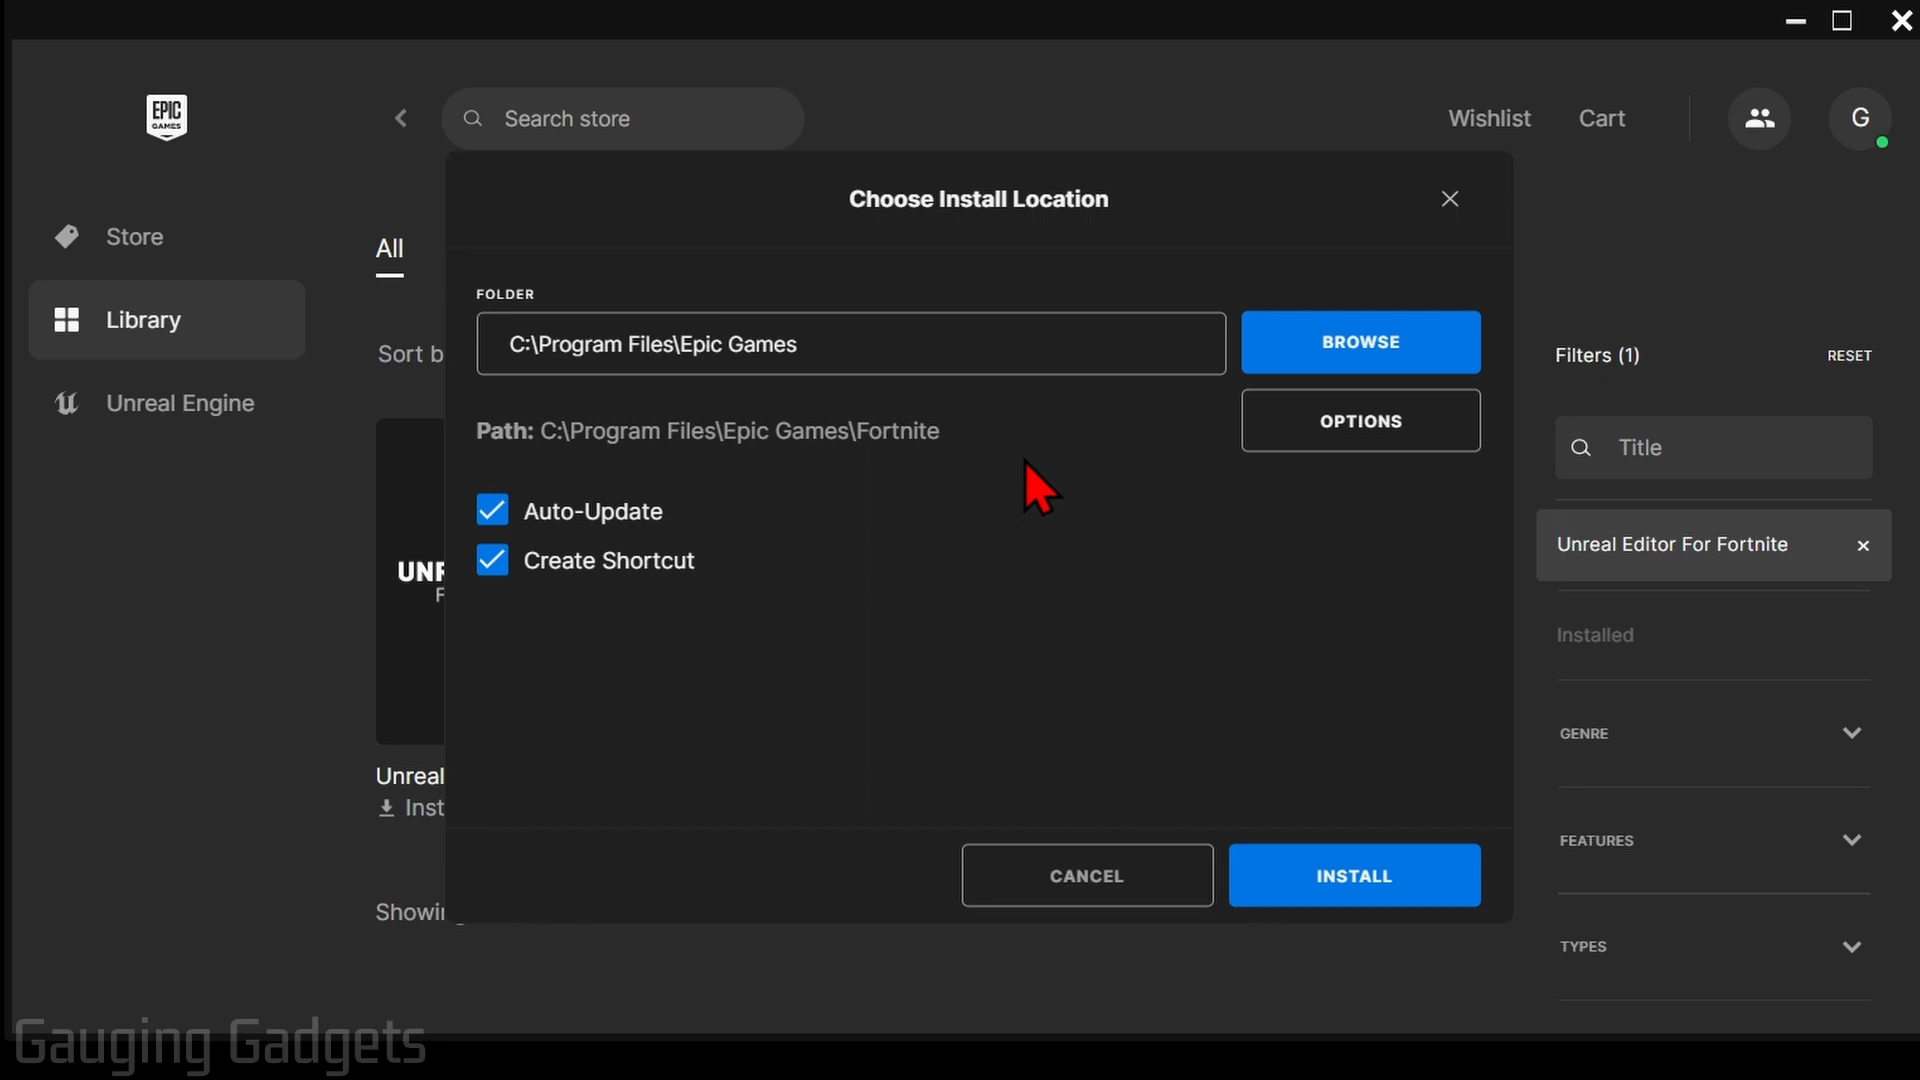 EPIC
GAMES
Search store
Wishlist
Cart
G
Store
Library
Unreal Engine
All
Sort b
UNR
F
Unreal
Inst
Showin
Choose Install Location
FOLDER
C:\Program Files\Epic Games
BROWSE
Path: C:\Program Files\Epic Games\Fortnite
OPTIONS
Auto-Update
Create Shortcut
CANCEL
INSTALL
Filters (1)
RESET
Title
Unreal Editor For Fortnite
Installed
GENRE
FEATURES
TYPES
Gauging Gadgets